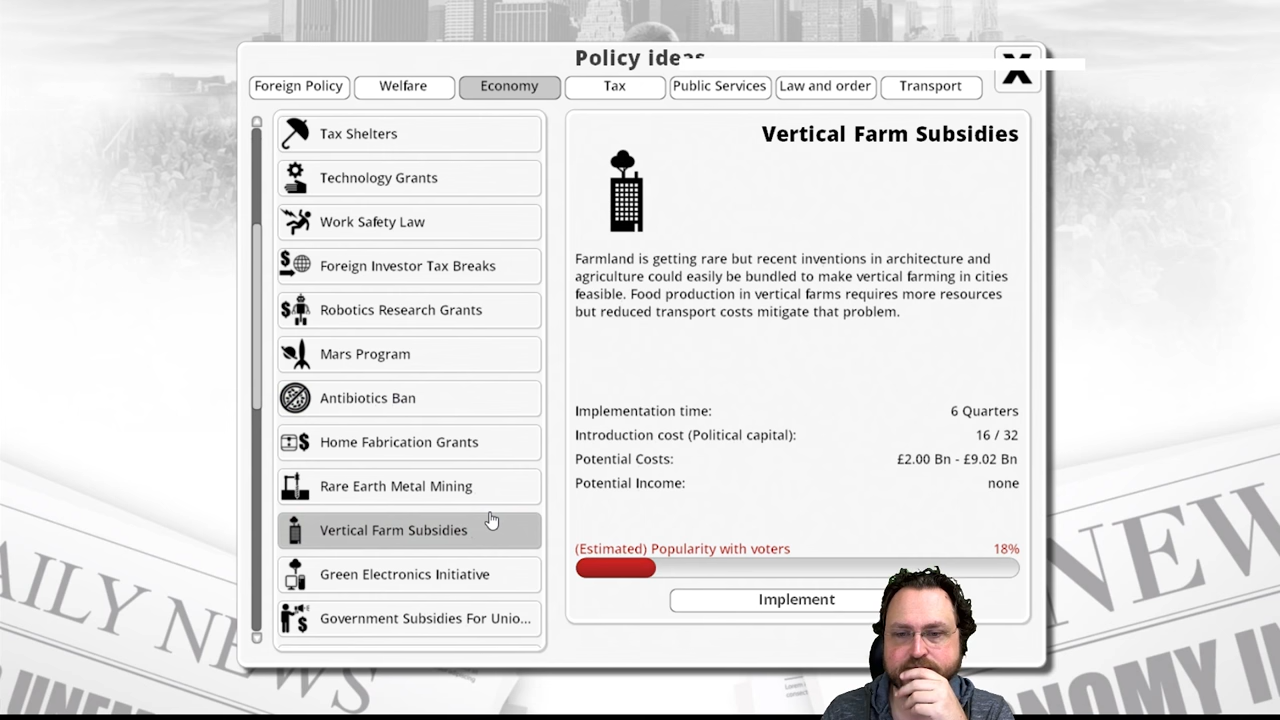 Policy ideas
Foreign Policy
Welfare
Economy
Tax
Public Services
Law and order
Transport
X
Tax Shelters
Technology Grants
Work Safety Law
Foreign Investor Tax Breaks
Robotics Research Grants
Mars Program
Antibiotics Ban
Home Fabrication Grants
Rare Earth Metal Mining
Vertical Farm Subsidies
Green Electronics Initiative
Government Subsidies For Unio...
Vertical Farm Subsidies
Farmland is getting rare but recent inventions in architecture and
agriculture could easily be bundled to make vertical farming in cities
feasible. Food production in vertical farms requires more resources
but reduced transport costs mitigate that problem.
Implementation time: 6 Quarters
Introduction cost (Political capital): 16 / 32
Potential Costs: £2.00 Bn - £9.02 Bn
Potential Income: none
(Estimated) Popularity with voters 18%
Implement
AILY NEWS
NEW
UNEM
NOMY IN